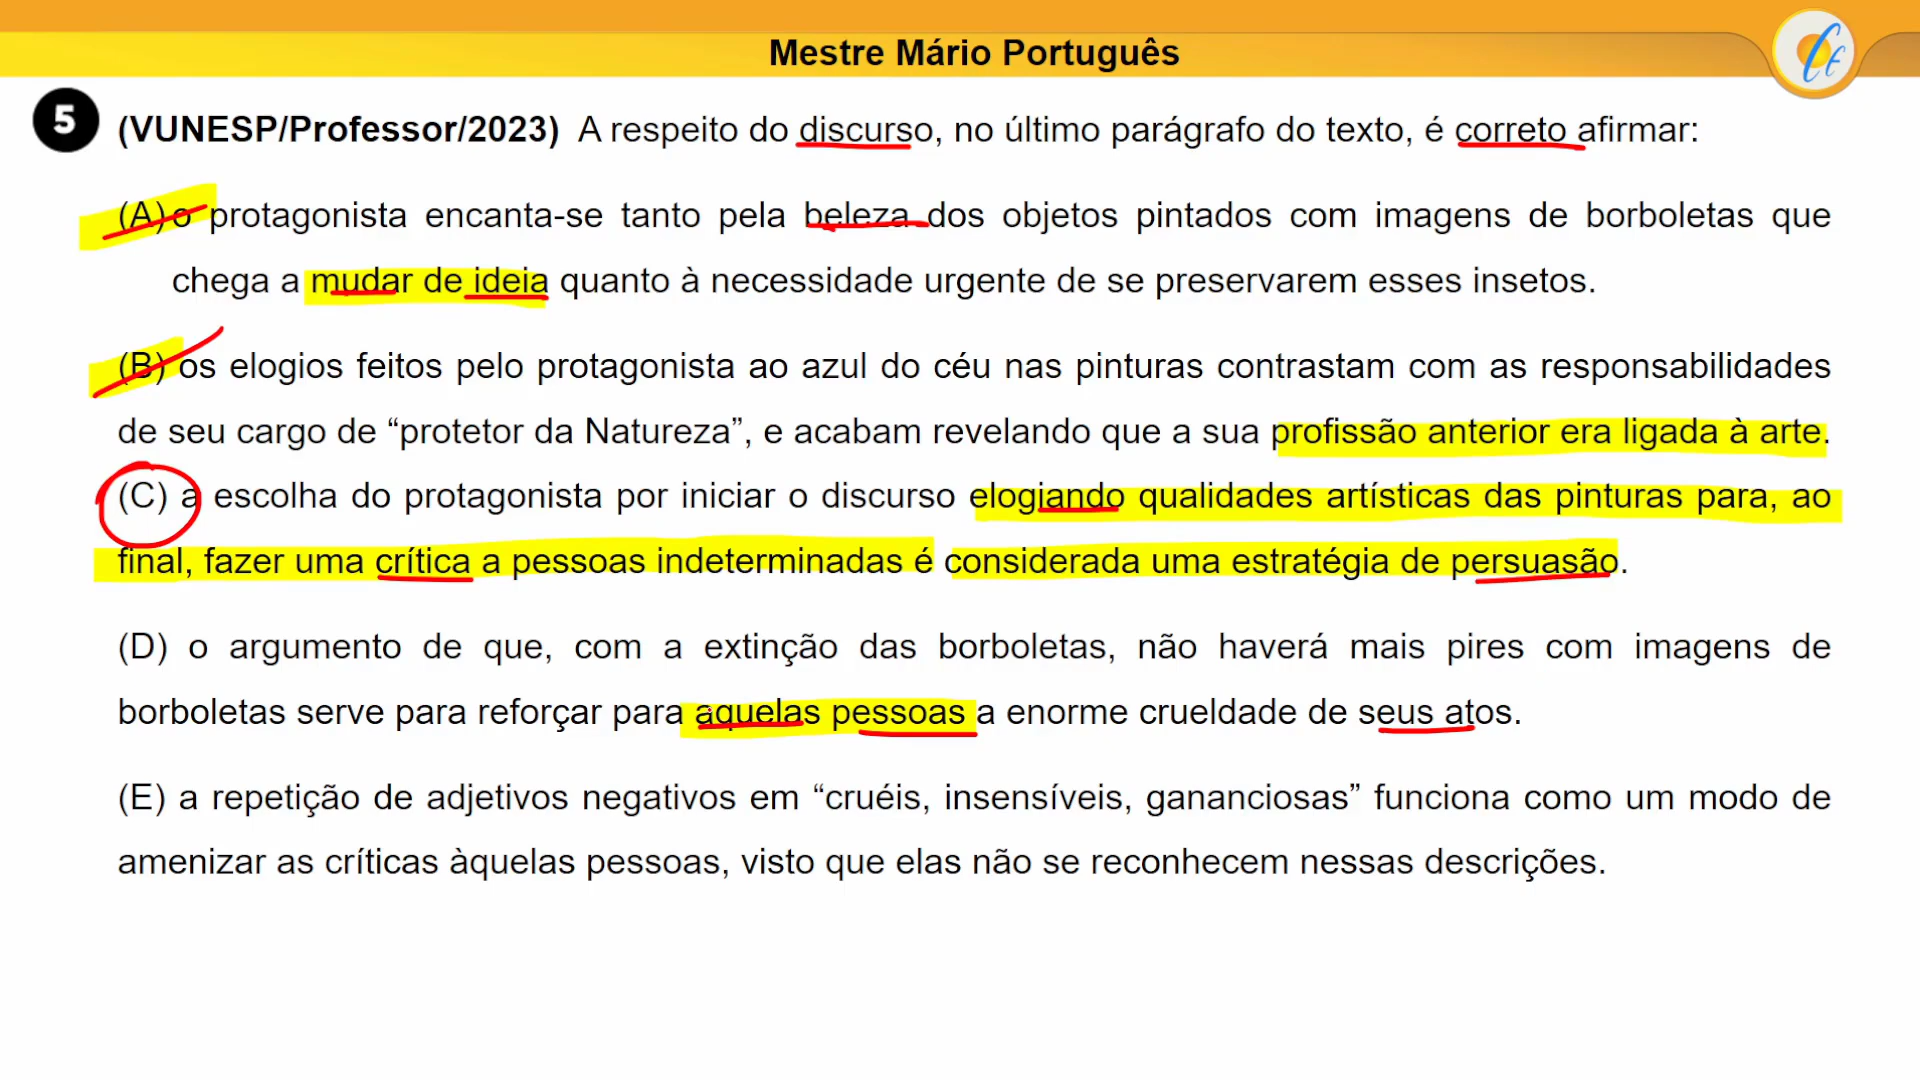 Mestre Mário Português
5 (VUNESP/Professor/2023) A respeito do discurso, no último parágrafo do texto, é correto afirmar:
(A) o protagonista encanta-se tanto pela beleza dos objetos pintados com imagens de borboletas que
chega a mudar de ideia quanto à necessidade urgente de se preservarem esses insetos.
(B) os elogios feitos pelo protagonista ao azul do céu nas pinturas contrastam com as responsabilidades
de seu cargo de “protetor da Natureza”, e acabam revelando que a sua profissão anterior era ligada à arte.
(C) a escolha do protagonista por iniciar o discurso elogiando qualidades artísticas das pinturas para, ao
final, fazer uma crítica a pessoas indeterminadas é considerada uma estratégia de persuasão.
(D) o argumento de que, com a extinção das borboletas, não haverá mais pires com imagens de
borboletas serve para reforçar para aquelas pessoas a enorme crueldade de seus atos.
(E) a repetição de adjetivos negativos em “cruéis, insensíveis, gananciosas” funciona como um modo de
amenizar as críticas àquelas pessoas, visto que elas não se reconhecem nessas descrições.